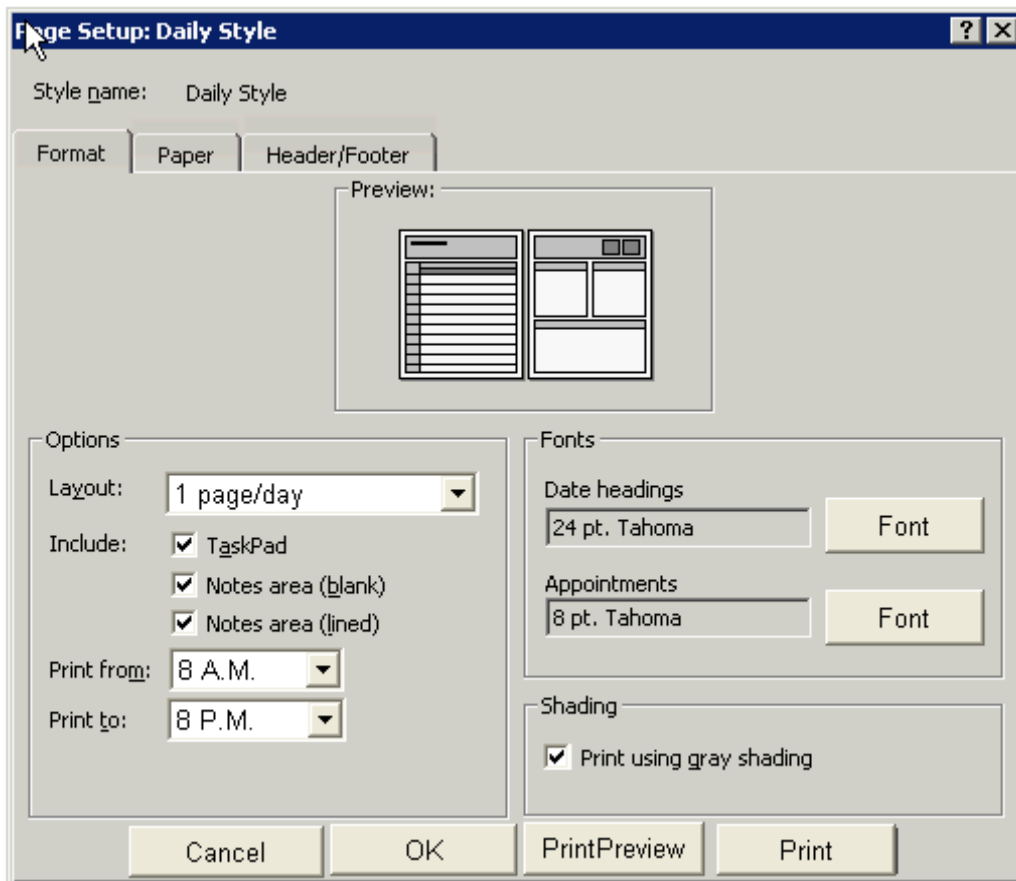 Page Setup: Daily Style
Style name: Daily Style
Format Paper Header/Footer
Preview:
Options
Layout: 1 page/day
Include: TaskPad
Notes area (blank)
Notes area (lined)
Print from: 8 A.M.
Print to: 8 P.M.
Fonts
Date headings
24 pt. Tahoma Font
Appointments
8 pt. Tahoma Font
Shading
Print using gray shading
Cancel OK PrintPreview Print